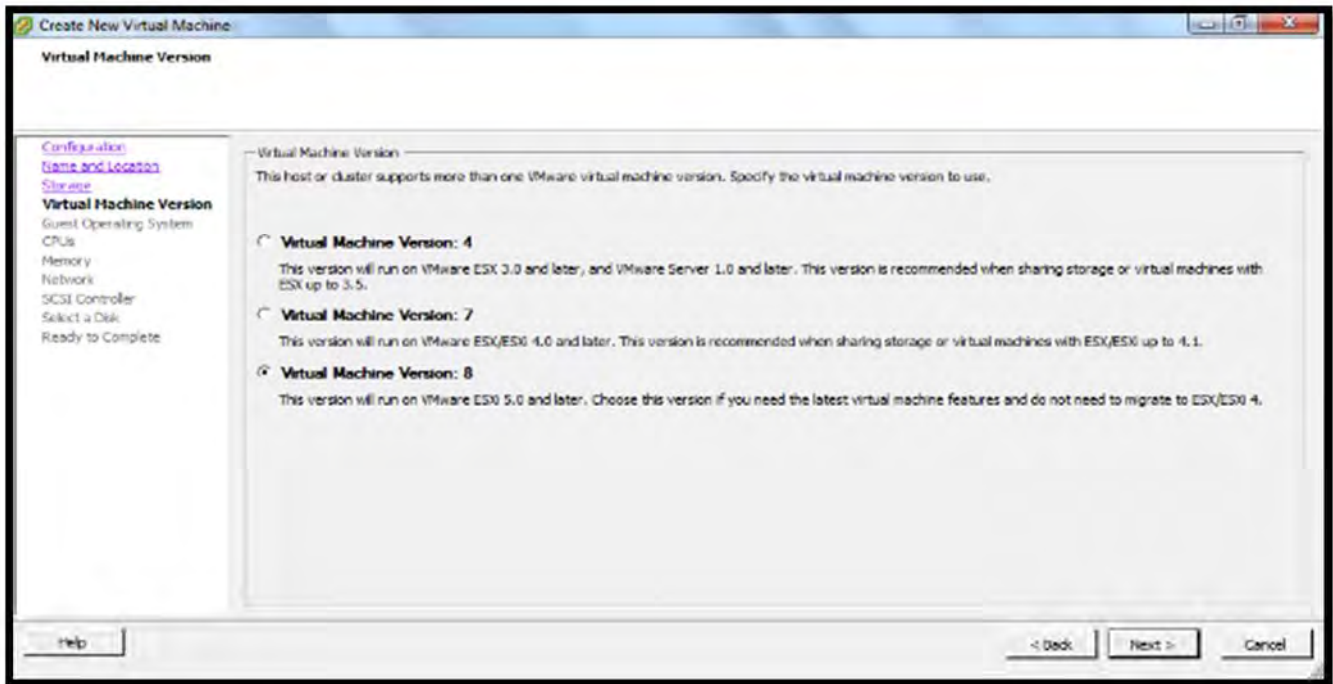 Create New Virtual Machine
Virtual Machine Version
Configuration
Name and Location
Storage
Virtual Machine Version
Guest Operating System
CPUs
Memory
Network
SCSI Controller
Select a Disk
Ready to Complete
Virtual Machine Version
This host or cluster supports more than one VMware virtual machine version. Specify the virtual machine version to use.
Virtual Machine Version: 4
This version will run on VMware ESX 3.0 and later, and VMware Server 1.0 and later. This version is recommended when sharing storage or virtual machines with
ESX up to 3.5.
Virtual Machine Version: 7
This version will run on VMware ESX/ESXi 4.0 and later. This version is recommended when sharing storage or virtual machines with ESX/ESXi up to 4.1.
Virtual Machine Version: 8
This version will run on VMware ESXi 5.0 and later. Choose this version if you need the latest virtual machine features and do not need to migrate to ESX/ESXi 4.
Help
< Back
Next >
Cancel